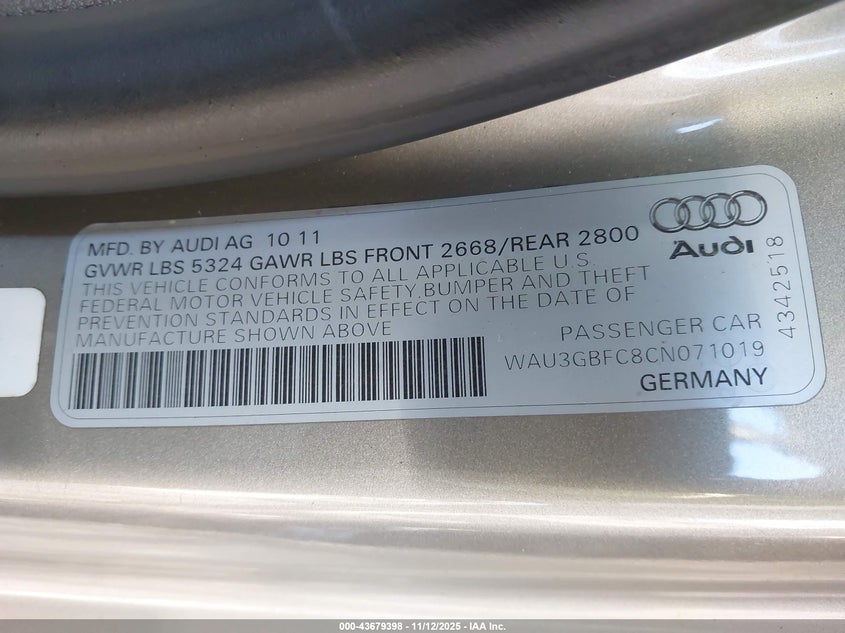 MFD. BY AUDI AG 10 11
GVWR LBS 5324 GAWR LBS FRONT 2668/REAR 2800
THIS VEHICLE CONFORMS TO ALL APPLICABLE U.S.
FEDERAL MOTOR VEHICLE SAFETY,BUMPER AND THEFT
PREVENTION STANDARDS IN EFFECT ON THE DATE OF
MANUFACTURE SHOWN ABOVE
Audi
4342518
PASSENGER CAR
WAU3GBFC8CN071019
GERMANY
000-43679398 - 11/12/2025 - IAA Inc.